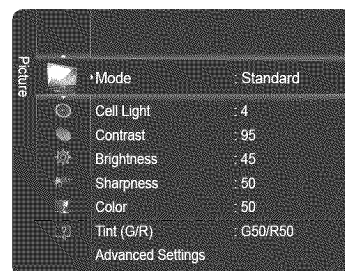 Picture
Mode : Standard
Cell Light : 4
Contrast : 95
Brightness : 45
Sharpness : 50
Color : 50
Tint (G/R) : G50/R50
Advanced Settings